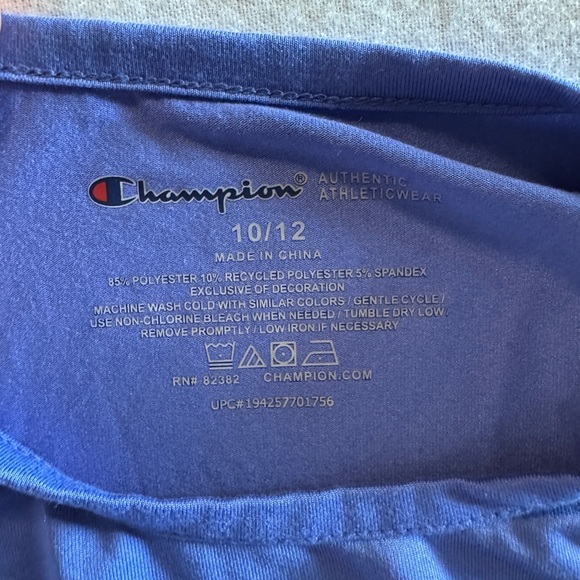 Champion® AUTHENTIC
ATHLETICWEAR
10/12
MADE IN CHINA
85% POLYESTER 10% RECYCLED POLYESTER 5% SPANDEX
EXCLUSIVE OF DECORATION
MACHINE WASH COLD WITH SIMILAR COLORS / GENTLE CYCLE /
USE NON-CHLORINE BLEACH WHEN NEEDED / TUMBLE DRY LOW
REMOVE PROMPTLY / LOW IRON IF NECESSARY
RN# 82382 CHAMPION.COM
UPC#194257701756